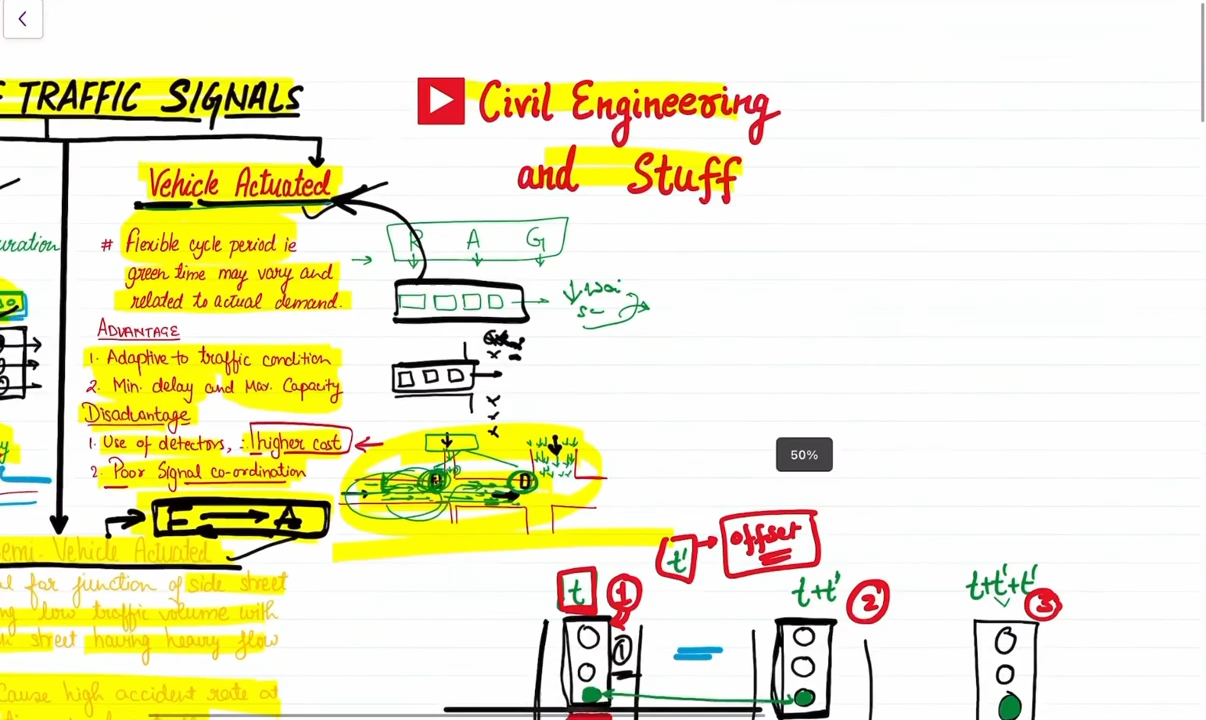 TRAFFIC SIGNALS
Civil Engineering
and Stuff
Vehicle Actuated
# Flexible cycle period ie
green time may vary and
related to actual demand.
ADVANTAGE
1. Adaptive to traffic condition
2. Min. delay and Max. Capacity
Disadvantage
1. Use of detectors, ∴ higher cost
2. Poor Signal co-ordination
F → A
R A G
50%
emi-Vehicle Actuated
for function of side street
low traffic volume with
street having heavy flow
Cause high accident rate at
t' → offset
t 1
1
t+t' 2
t+t'+t' 3